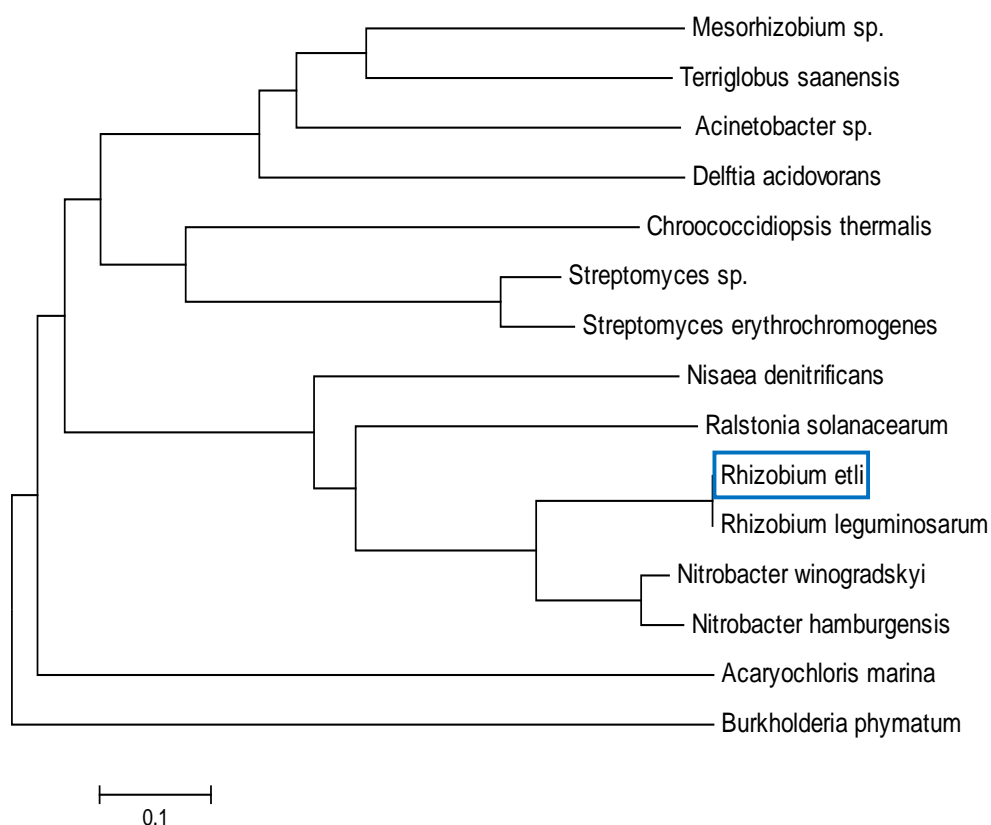 Mesorhizobium sp.
Terriglobus saanensis
Acinetobacter sp.
Delftia acidovorans
Chroococcidiopsis thermalis
Streptomyces sp.
Streptomyces erythrochromogenes
Nisaea denitrificans
Ralstonia solanacearum
Rhizobium etli
Rhizobium leguminosarum
Nitrobacter winogradskyi
Nitrobacter hamburgensis
Acaryochloris marina
Burkholderia phymatum
0.1